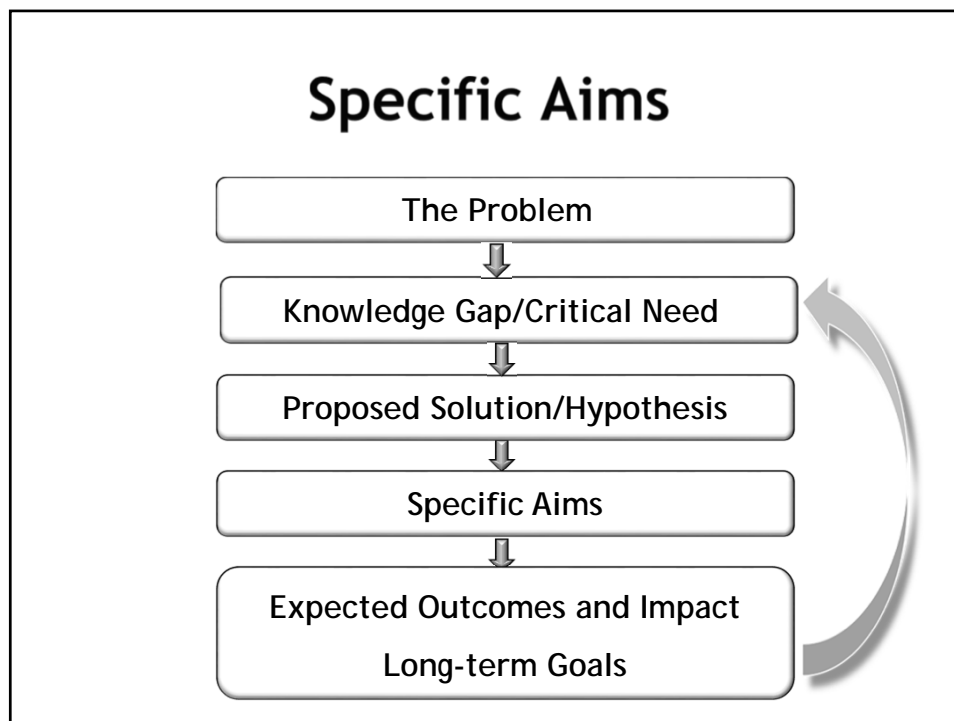 Specific Aims
The Problem
Knowledge Gap/Critical Need
Proposed Solution/Hypothesis
Specific Aims
Expected Outcomes and Impact
Long-term Goals